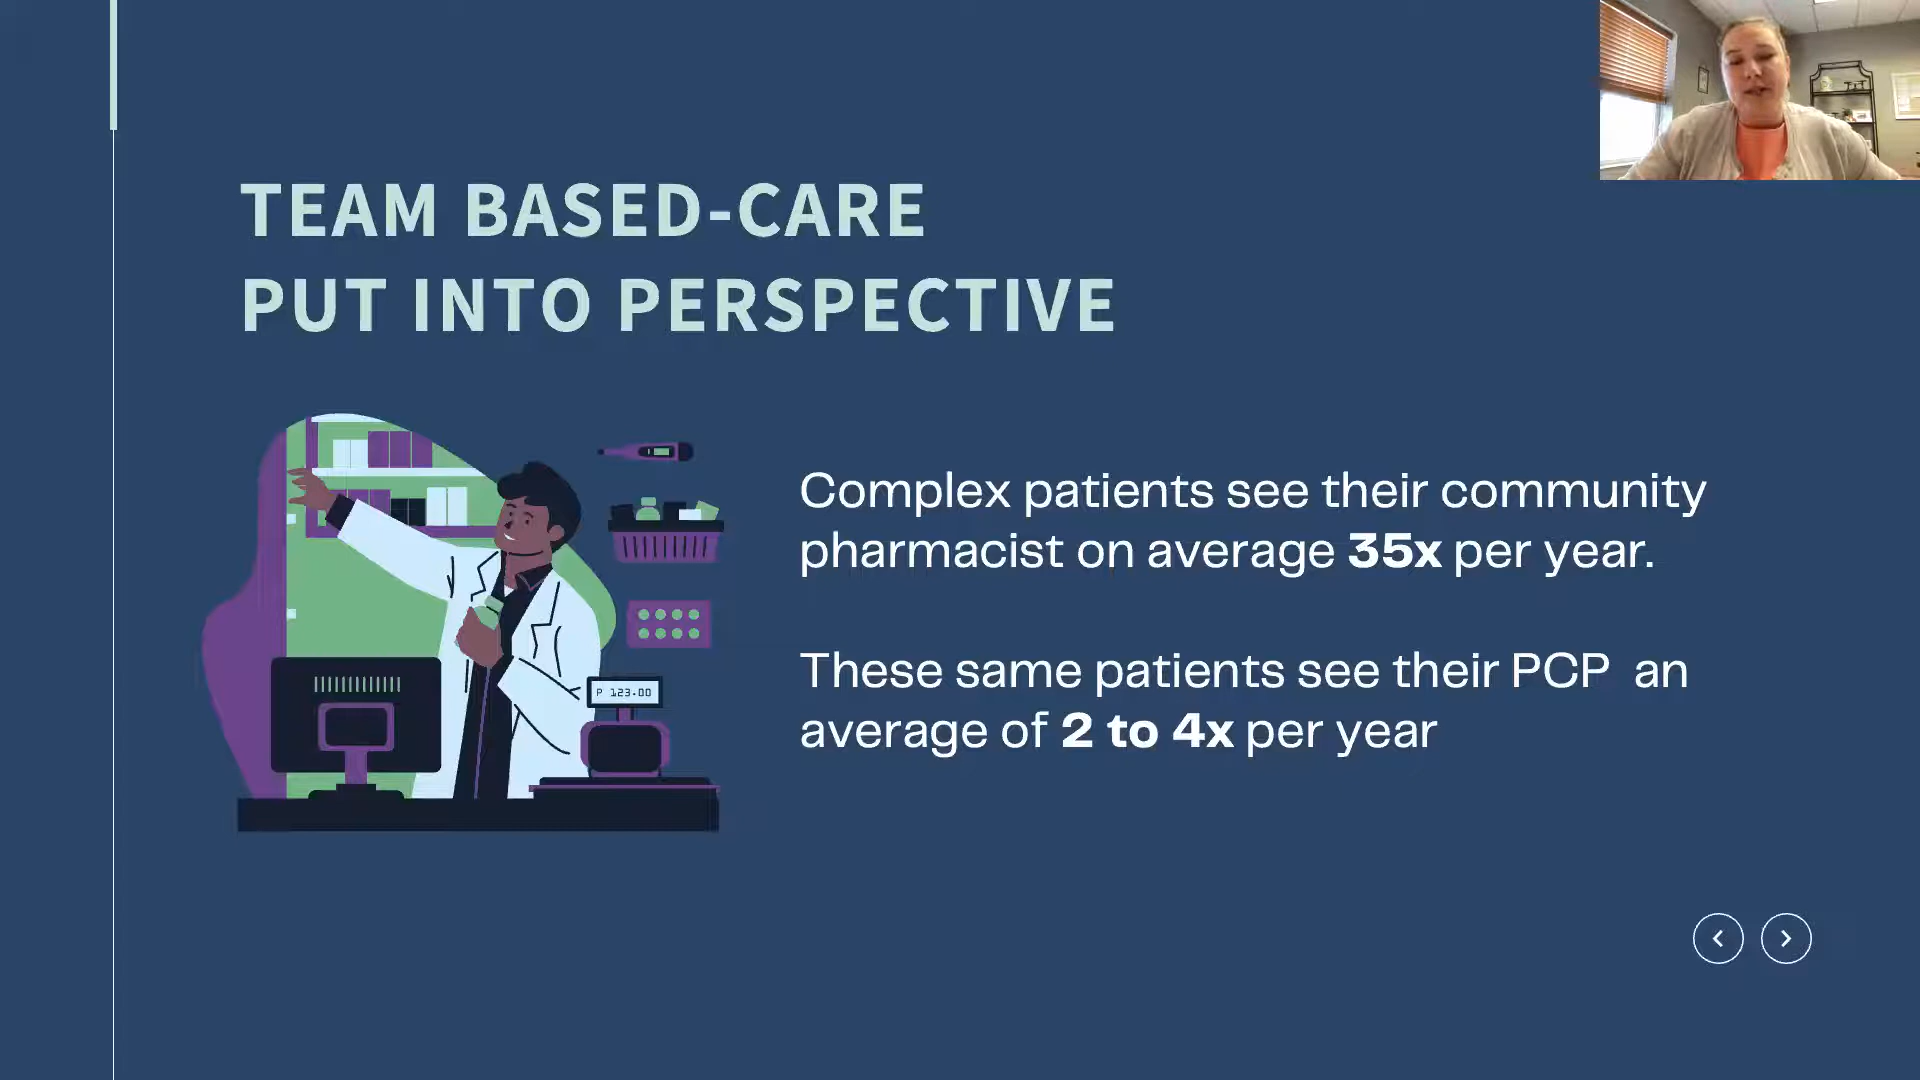 TEAM BASED-CARE
PUT INTO PERSPECTIVE
Complex patients see their community
pharmacist on average 35x per year.
These same patients see their PCP an
average of 2 to 4x per year
P 123.00